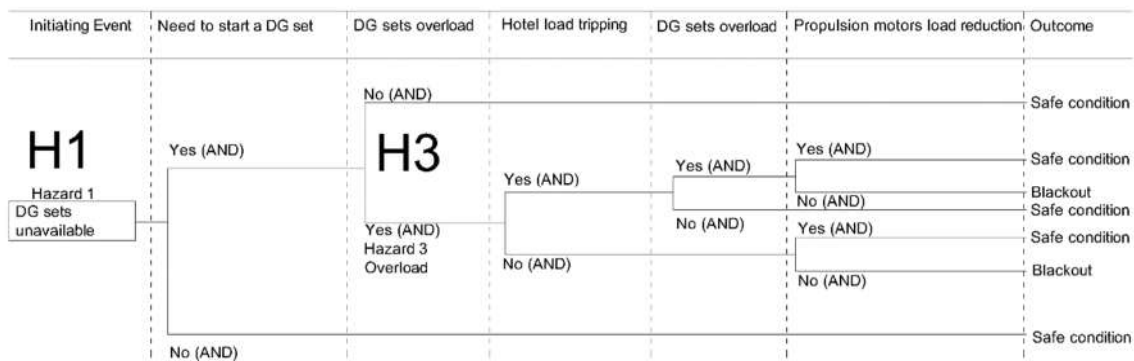 Initiating Event
Need to start a DG set
DG sets overload
Hotel load tripping
DG sets overload
Propulsion motors load reduction
Outcome
No (AND)
Safe condition
H1
Yes (AND)
H3
Yes (AND)
Safe condition
Yes (AND)
Yes (AND)
Hazard 1
Blackout
DG sets
unavailable
No (AND)
Safe condition
No (AND)
Yes (AND)
Hazard 3
Overload
Yes (AND)
Safe condition
No (AND)
Blackout
No (AND)
Safe condition
No (AND)